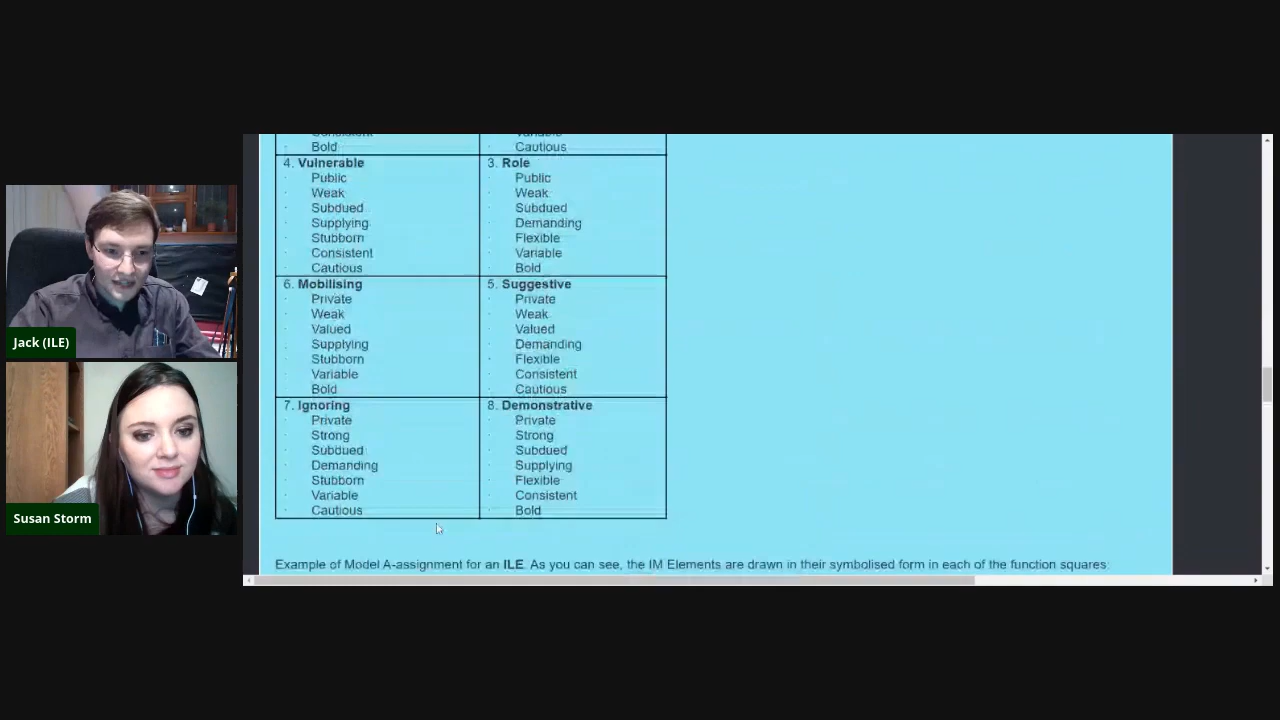 Consistent
Variable
Bold
Cautious
4. Vulnerable
Public
Weak
Subdued
Supplying
Stubborn
Consistent
Cautious
3. Role
Public
Weak
Subdued
Demanding
Flexible
Variable
Bold
6. Mobilising
Private
Weak
Valued
Supplying
Stubborn
Variable
Bold
5. Suggestive
Private
Weak
Valued
Demanding
Flexible
Consistent
Cautious
7. Ignoring
Private
Strong
Subdued
Demanding
Stubborn
Variable
Cautious
8. Demonstrative
Private
Strong
Subdued
Supplying
Flexible
Consistent
Bold
Example of Model A-assignment for an ILE. As you can see, the IM Elements are drawn in their symbolised form in each of the function squares:
Jack (ILE)
Susan Storm